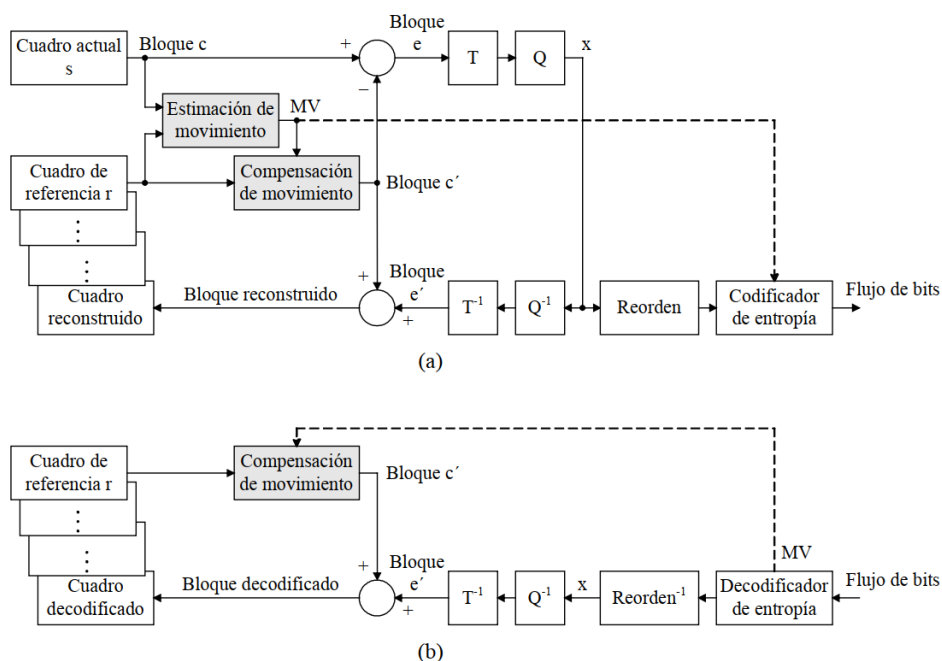 Cuadro actual
s
Bloque c
+
−
Bloque
e
T
Q
x
Estimación de
movimiento
MV
Cuadro de
referencia r
Compensación
de movimiento
Bloque c´
Cuadro
reconstruido
Bloque reconstruido
+
+
Bloque
e´
T-1
Q-1
Reorden
Codificador
de entropía
Flujo de bits
(a)
Cuadro de
referencia r
Compensación
de movimiento
Bloque c´
Cuadro
decodificado
Bloque decodificado
+
+
Bloque
e´
T-1
Q-1
x
Reorden-1
MV
Decodificador
de entropía
Flujo de bits
(b)